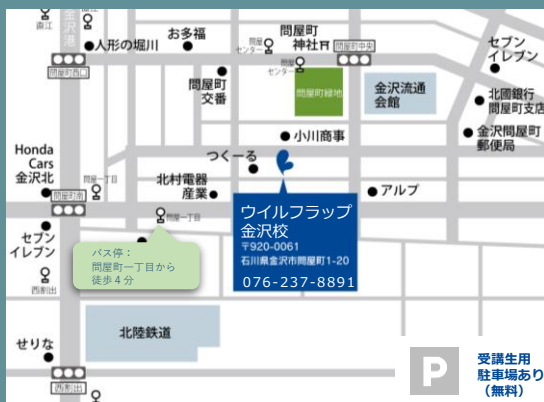 直江
直江
金沢港
人形の堀川
お多福
問屋
センター
問屋町
神社
問屋町中央
セブン
イレブン
問屋町西口
問屋
センター
問屋町
交番
問屋町緑地
金沢流通
会館
北國銀行
問屋町支店
小川商事
金沢問屋町
郵便局
Honda
Cars
金沢北
つくーる
問屋一丁目
北村電器
産業
アルプ
問屋町南
問屋一丁目
ウイルフラップ
金沢校
〒920-0061
石川県金沢市問屋町1-20
076-237-8891
セブン
イレブン
バス停：
問屋町一丁目から
徒歩４分
西割出
北陸鉄道
せりな
西割出
P
受講生用
駐車場あり
（無料）